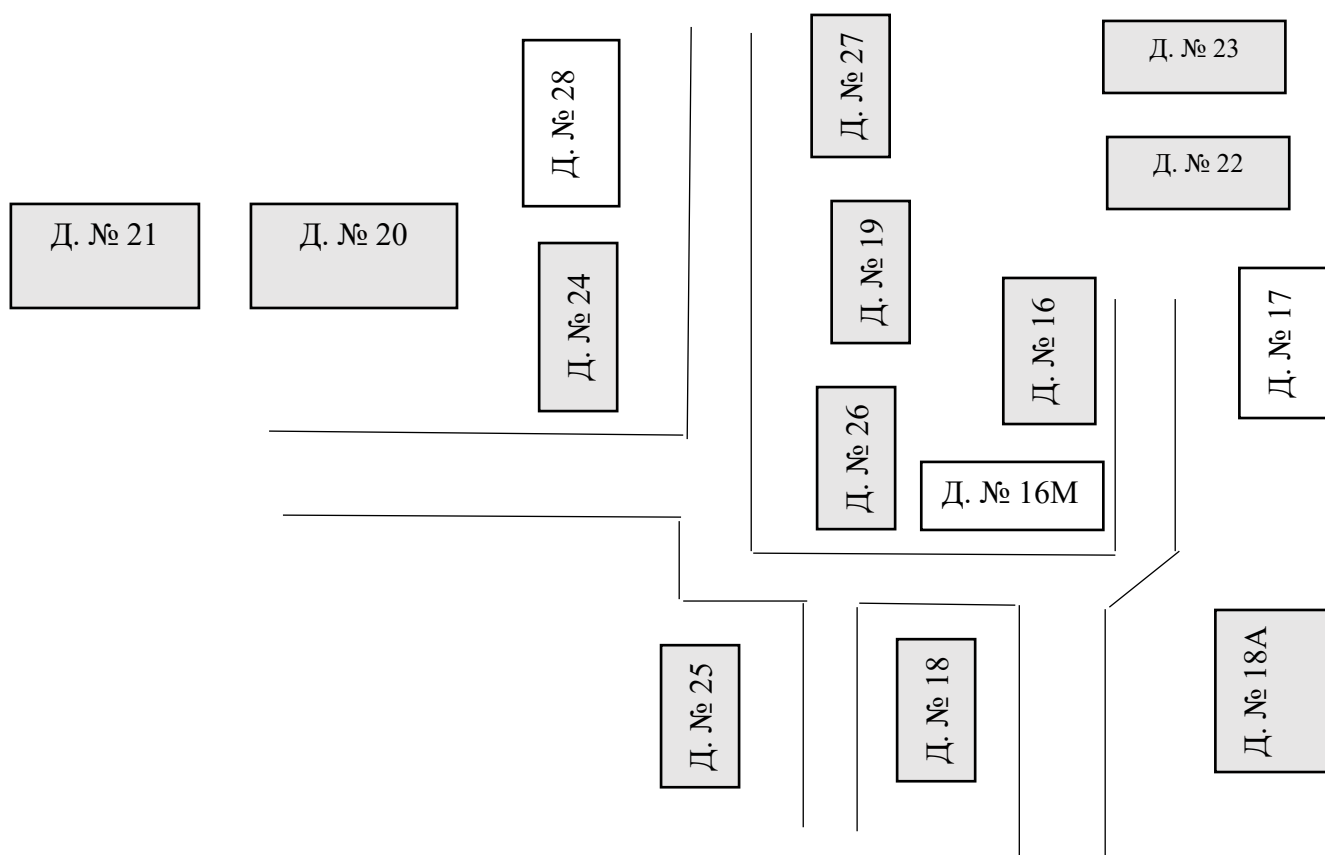 Д. № 23
Д. № 27
Д. № 28
Д. № 22
Д. № 21
Д. № 20
Д. № 19
Д. № 24
Д. № 16
Д. № 17
Д. № 26
Д. № 16М
Д. № 25
Д. № 18
Д. № 18А